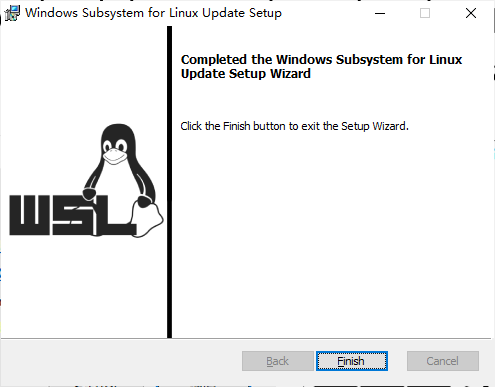 Windows Subsystem for Linux Update Setup
Completed the Windows Subsystem for Linux
Update Setup Wizard
Click the Finish button to exit the Setup Wizard.
WSL
Back
Finish
Cancel